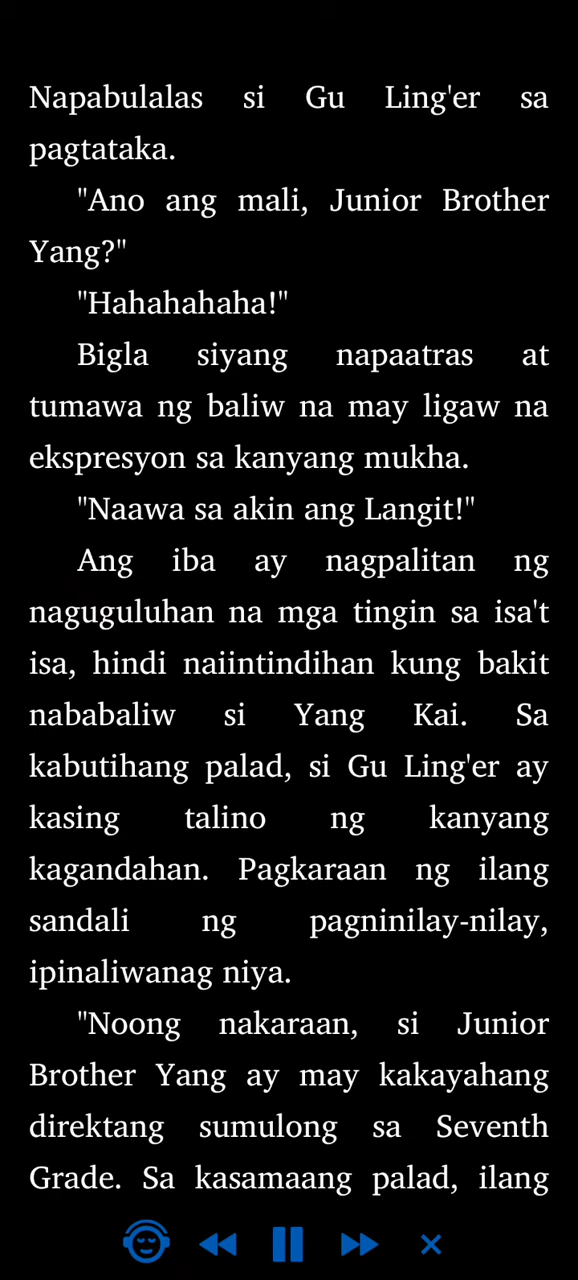 Napabulalas si Gu Ling'er sa
pagtataka.
"Ano ang mali, Junior Brother
Yang?"
"Hahahahaha!"
Bigla siyang napaatras at
tumawa ng baliw na may ligaw na
ekspresyon sa kanyang mukha.
"Naawa sa akin ang Langit!"
Ang iba ay nagpalitan ng
naguguluhan na mga tingin sa isa't
isa, hindi naiintindihan kung bakit
nababaliw si Yang Kai. Sa
kabutihang palad, si Gu Ling'er ay
kasing talino ng kanyang
kagandahan. Pagkaraan ng ilang
sandali ng pagninilay-nilay,
ipinaliwanag niya.
"Noong nakaraan, si Junior
Brother Yang ay may kakayahang
direktang sumulong sa Seventh
Grade. Sa kasamaang palad, ilang